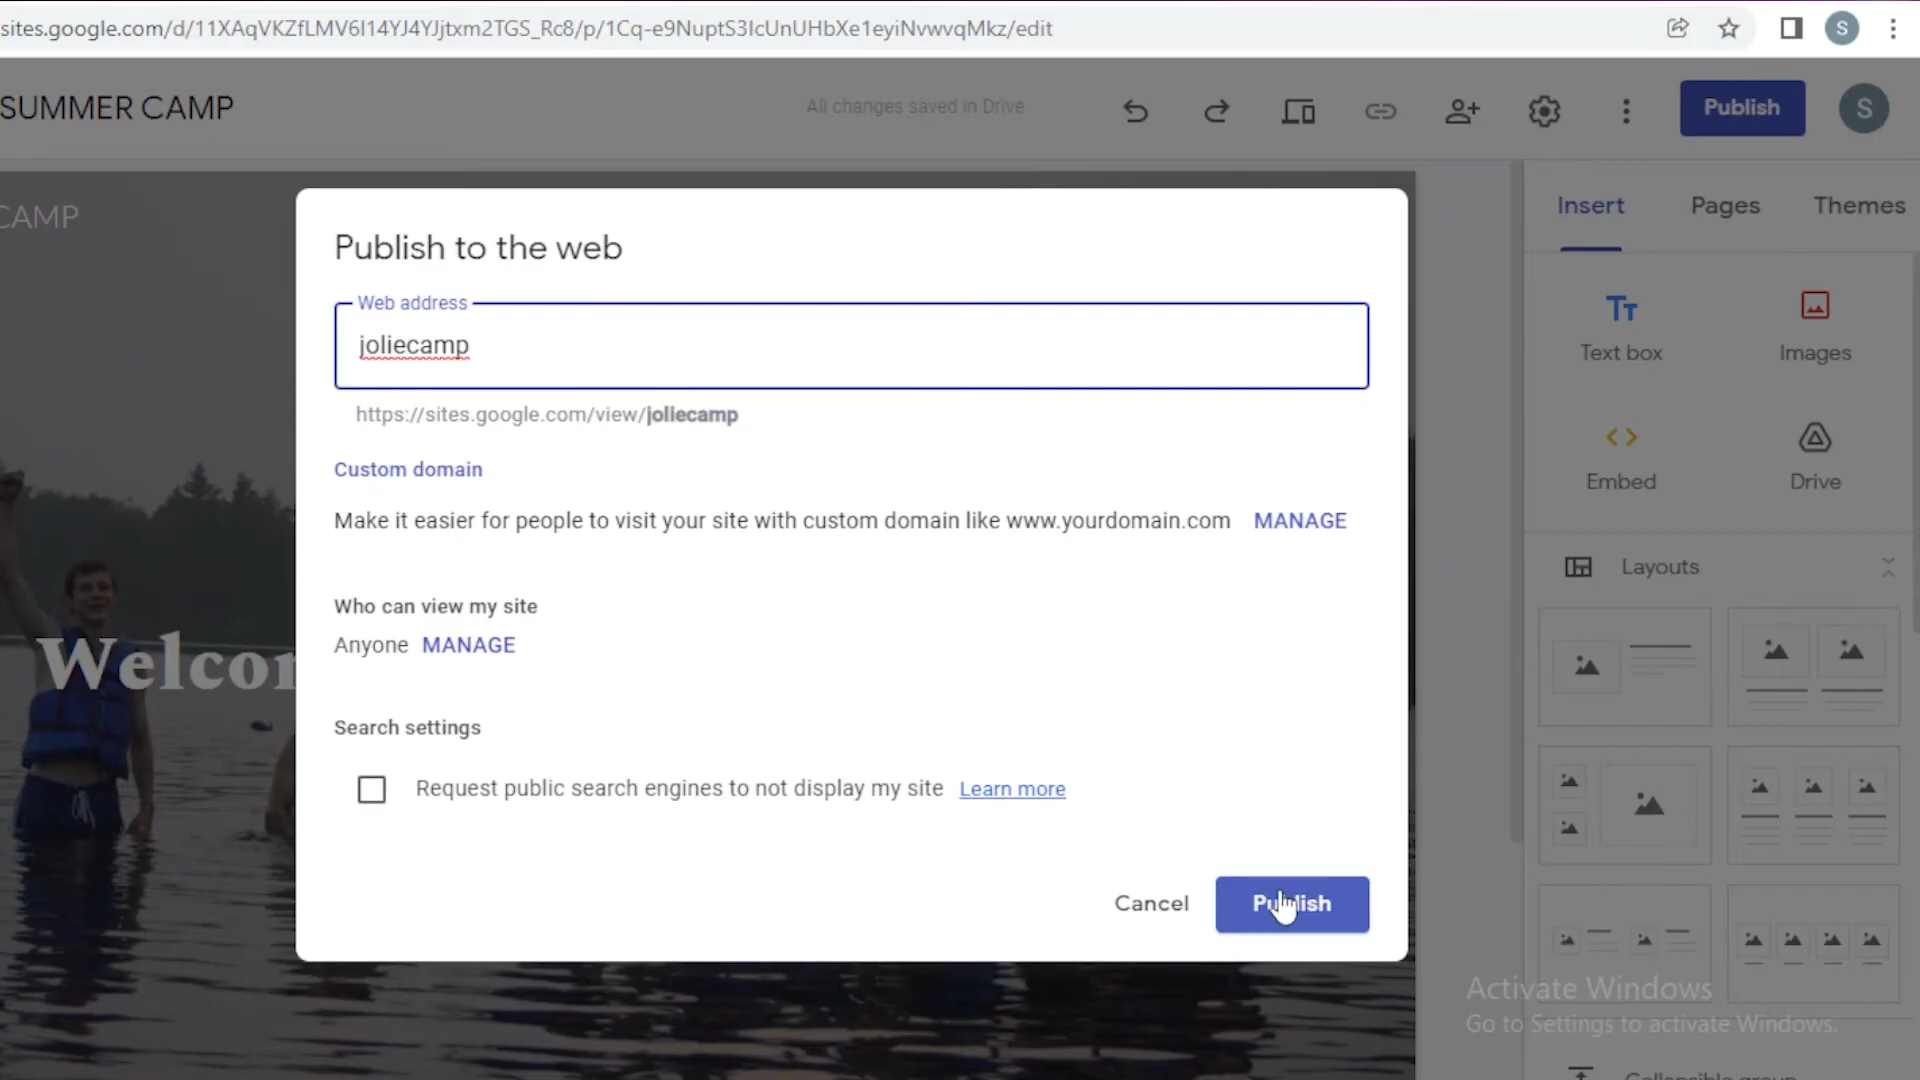 sites.google.com/d/11XAqVKZfLMV6I14YJ4YJjtxm2TGS_Rc8/p/1Cq-e9NuptS3IcUnUHbXe1eyiNvwvqMkz/edit
S
SUMMER CAMP
All changes saved in Drive
Publish
S
CAMP
Insert
Pages
Themes
Publish to the web
Web address
joliecamp
https://sites.google.com/view/joliecamp
Custom domain
Make it easier for people to visit your site with custom domain like www.yourdomain.com MANAGE
Who can view my site
Anyone MANAGE
Search settings
Request public search engines to not display my site Learn more
Cancel
Publish
Welcom
Text box
Images
Embed
Drive
Layouts
Activate Windows
Go to Settings to activate Windows.
Collapsible group